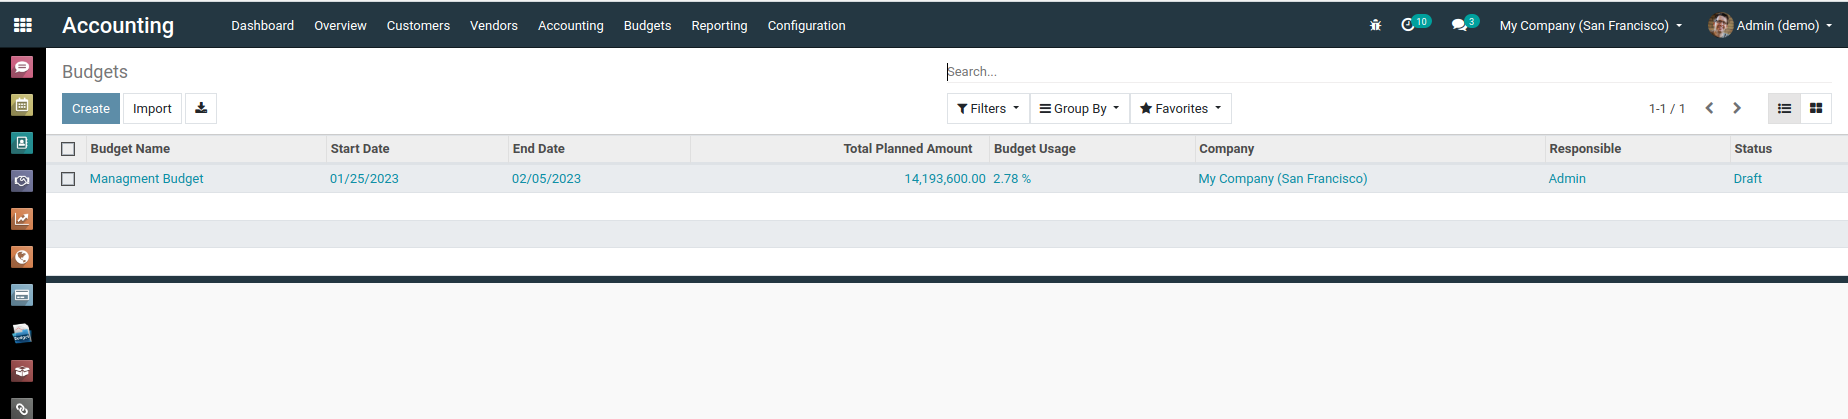 Accounting Dashboard Overview Customers Vendors Accounting Budgets Reporting Configuration 10 3 My Company (San Francisco) Admin (demo)
Budgets Search...
Create Import Filters Group By Favorites 1-1 / 1
Budget Name Start Date End Date Total Planned Amount Budget Usage Company Responsible Status
Managment Budget 01/25/2023 02/05/2023 14,193,600.00 2.78 % My Company (San Francisco) Admin Draft